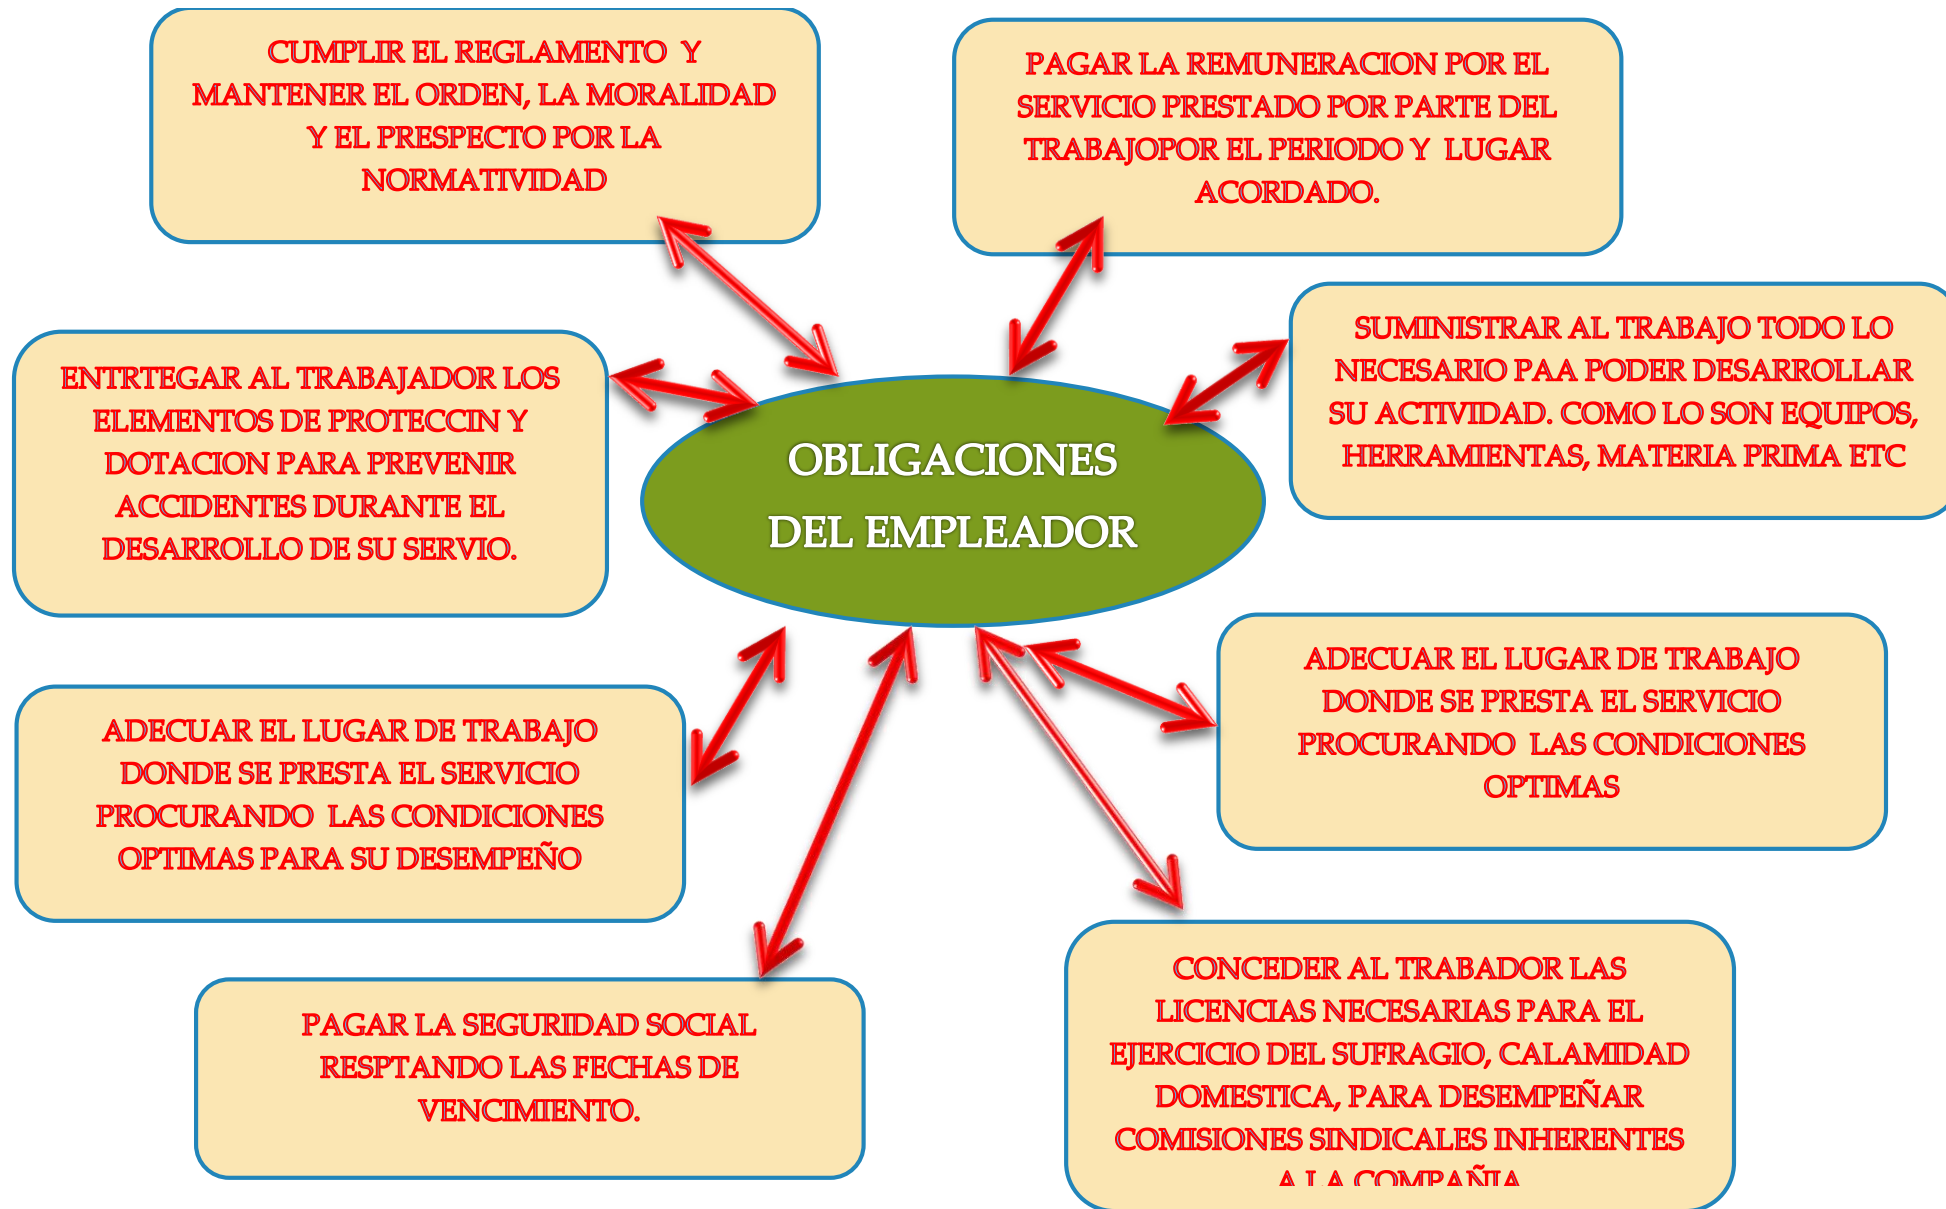 CUMPLIR EL REGLAMENTO Y
MANTENER EL ORDEN, LA MORALIDAD
Y EL PRESPECTO POR LA
NORMATIVIDAD
PAGAR LA REMUNERACION POR EL
SERVICIO PRESTADO POR PARTE DEL
TRABAJOPOR EL PERIODO Y LUGAR
ACORDADO.
ENTRTEGAR AL TRABAJADOR LOS
ELEMENTOS DE PROTECCIN Y
DOTACION PARA PREVENIR
ACCIDENTES DURANTE EL
DESARROLLO DE SU SERVIO.
OBLIGACIONES
DEL EMPLEADOR
SUMINISTRAR AL TRABAJO TODO LO
NECESARIO PAA PODER DESARROLLAR
SU ACTIVIDAD. COMO LO SON EQUIPOS,
HERRAMIENTAS, MATERIA PRIMA ETC
ADECUAR EL LUGAR DE TRABAJO
DONDE SE PRESTA EL SERVICIO
PROCURANDO LAS CONDICIONES
OPTIMAS PARA SU DESEMPEÑO
ADECUAR EL LUGAR DE TRABAJO
DONDE SE PRESTA EL SERVICIO
PROCURANDO LAS CONDICIONES
OPTIMAS
PAGAR LA SEGURIDAD SOCIAL
RESPTANDO LAS FECHAS DE
VENCIMIENTO.
CONCEDER AL TRABADOR LAS
LICENCIAS NECESARIAS PARA EL
EJERCICIO DEL SUFRAGIO, CALAMIDAD
DOMESTICA, PARA DESEMPEÑAR
COMISIONES SINDICALES INHERENTES
A LA COMPAÑIA